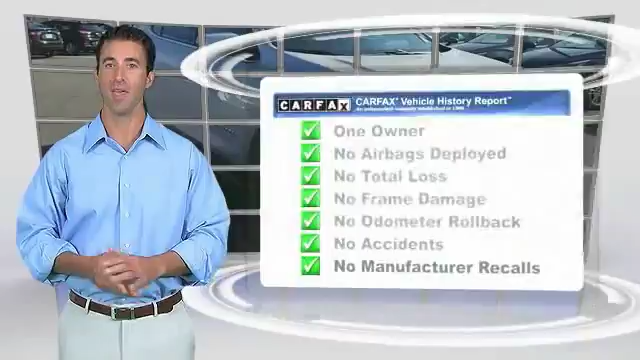 CARFAX CARFAX Vehicle History Report™
One Owner
No Airbags Deployed
No Total Loss
No Frame Damage
No Odometer Rollback
No Accidents
No Manufacturer Recalls